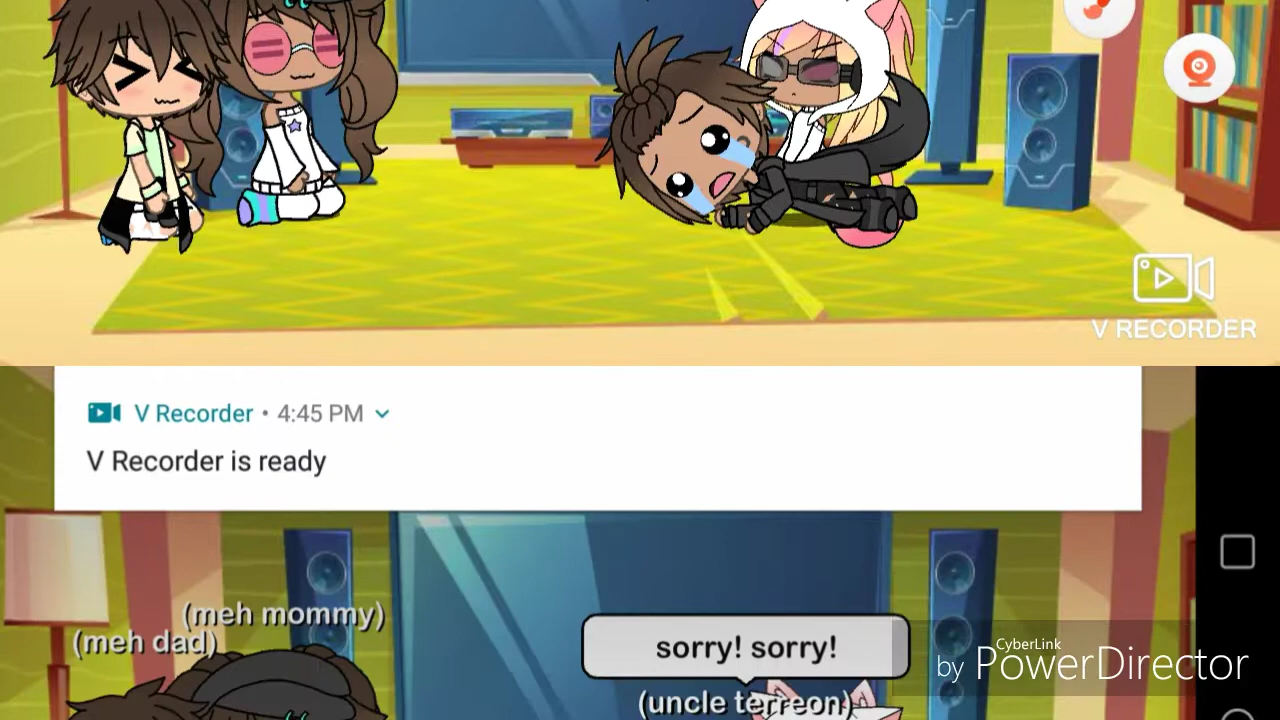 V RECORDER
V Recorder • 4:45 PM
V Recorder is ready
(meh mommy)
(meh dad)
sorry! sorry!
(uncle terreon)
CyberLink
by PowerDirector